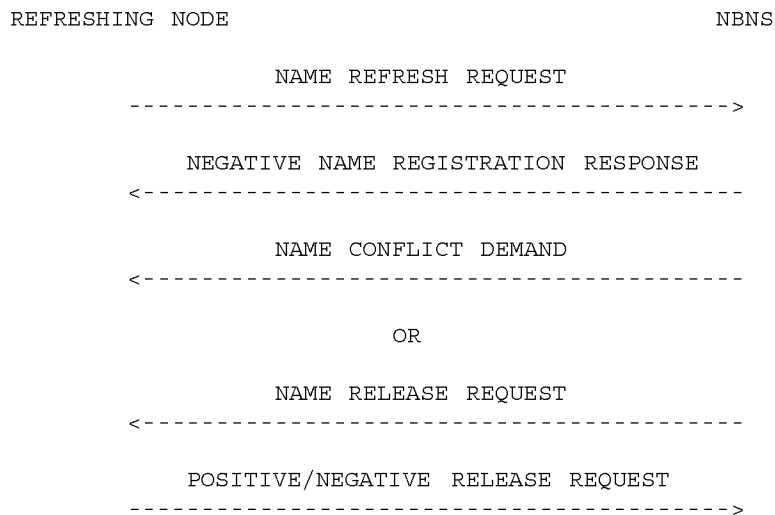 REFRESHING NODE NBNS
NAME REFRESH REQUEST
----------------------------------------->
NEGATIVE NAME REGISTRATION RESPONSE
<-----------------------------------------
NAME CONFLICT DEMAND
<-----------------------------------------
OR
NAME RELEASE REQUEST
<-----------------------------------------
POSITIVE/NEGATIVE RELEASE REQUEST
----------------------------------------->